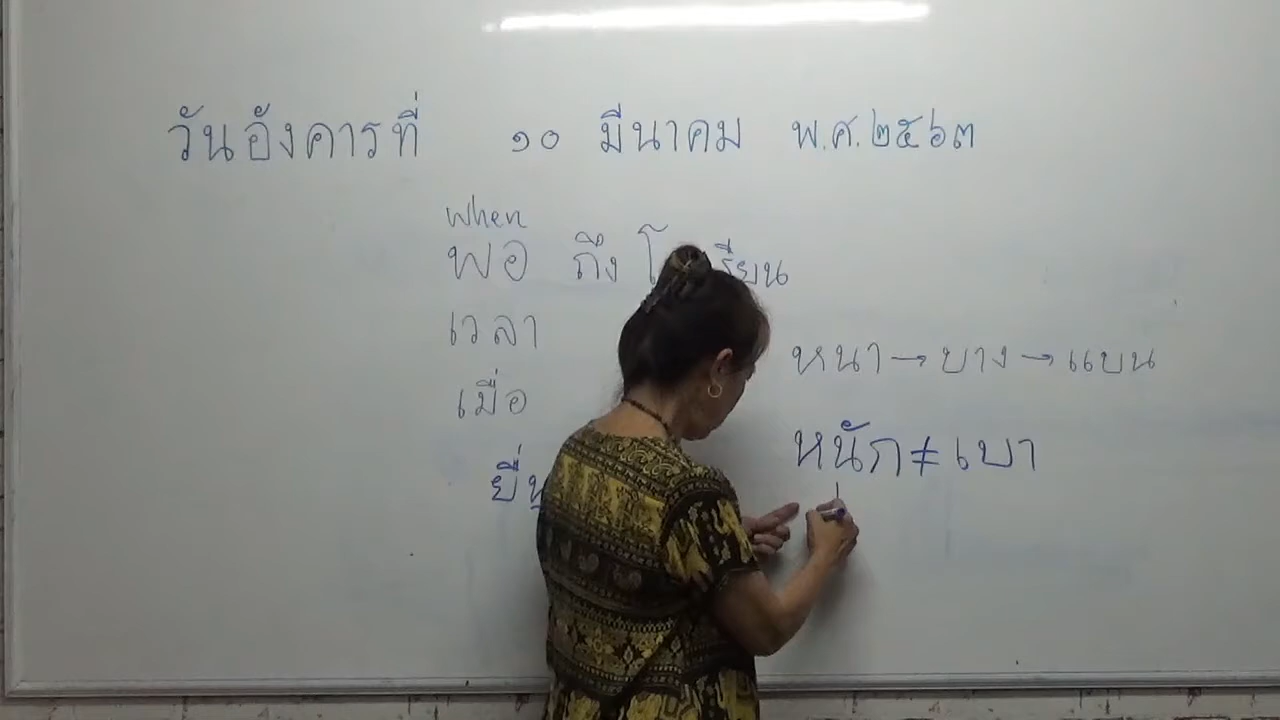 วันอังคารที่ ๑๐ มีนาคม พ.ศ.๒๕๖๓
when
พอ ถึง
เวลา
หนา → บาง → แบน
เมื่อ
หนัก ≠ เบา